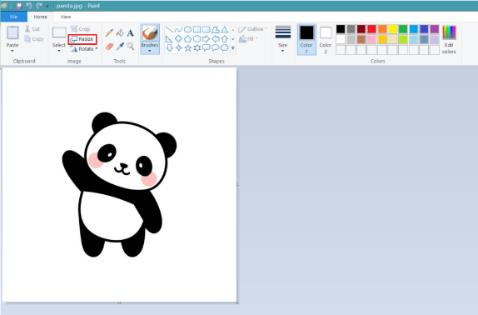 panda.jpg - Paint
File Home View
Paste
Cut
Copy
Clipboard
Select
Crop
Resize
Rotate
Image
A
Tools
Brushes
Outline
Fill
Shapes
Size
Color
1
Color
2
Edit
colors
Colors